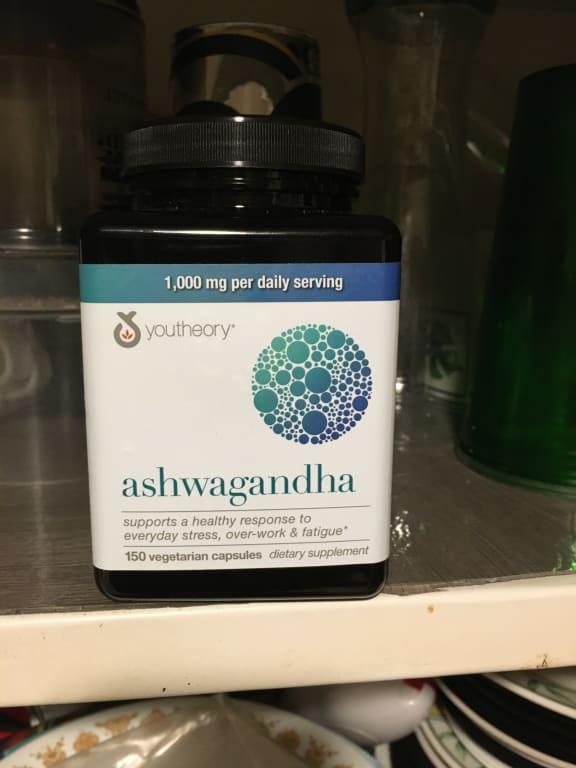 1,000 mg per daily serving
youtheory®
ashwagandha
supports a healthy response to
everyday stress, over-work & fatigue*
150 vegetarian capsules dietary supplement